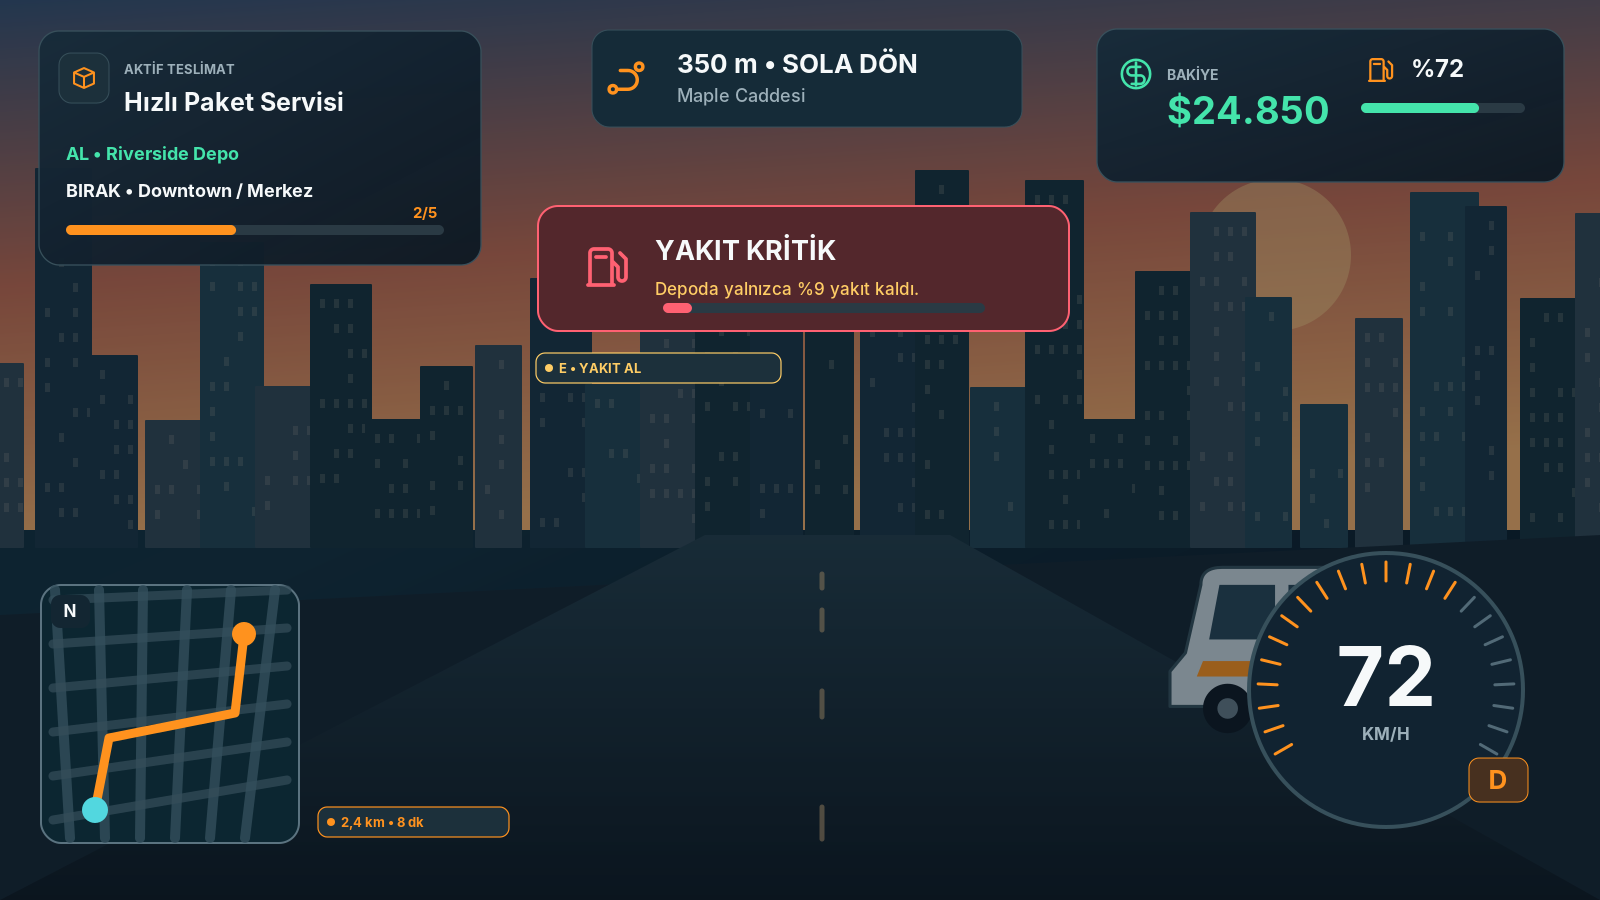 AKTİF TESLİMAT
Hızlı Paket Servisi
AL • Riverside Depo
BIRAK • Downtown / Merkez
2/5
350 m • SOLA DÖN
Maple Caddesi
BAKİYE
$24.850
%72
YAKIT KRİTİK
Depoda yalnızca %9 yakıt kaldı.
E • YAKIT AL
N
2,4 km • 8 dk
72
KM/H
D